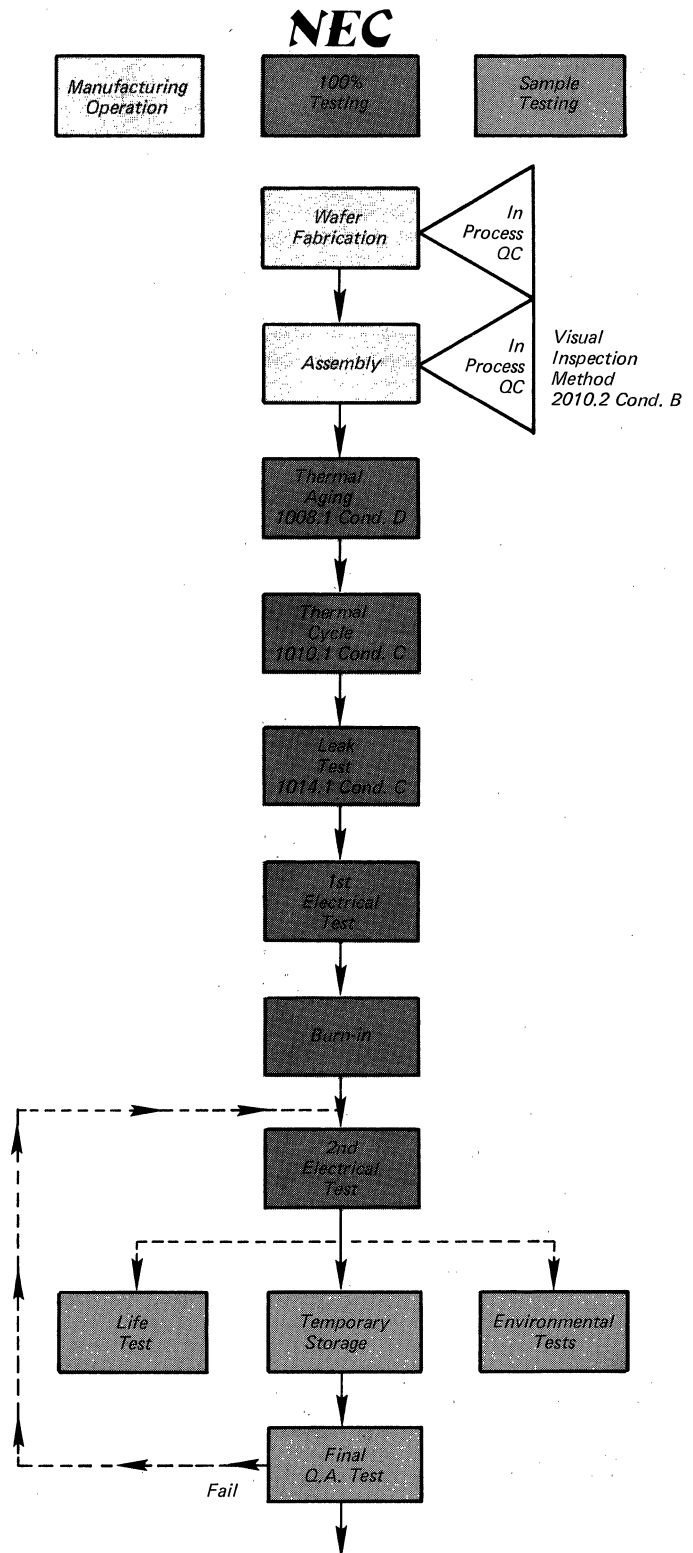 NEC
Manufacturing
Operation
100%
Testing
Sample
Testing
Wafer
Fabrication
In
Process
QC
Assembly
In
Process
QC
Visual
Inspection
Method
2010.2 Cond. B
Thermal
Aging
1008.1 Cond. D
Thermal
Cycle
1010.1 Cond. C
Leak
Test
1014.1 Cond. C
1st
Electrical
Test
Burn-in
2nd
Electrical
Test
Life
Test
Temporary
Storage
Environmental
Tests
Final
Q.A. Test
Fail